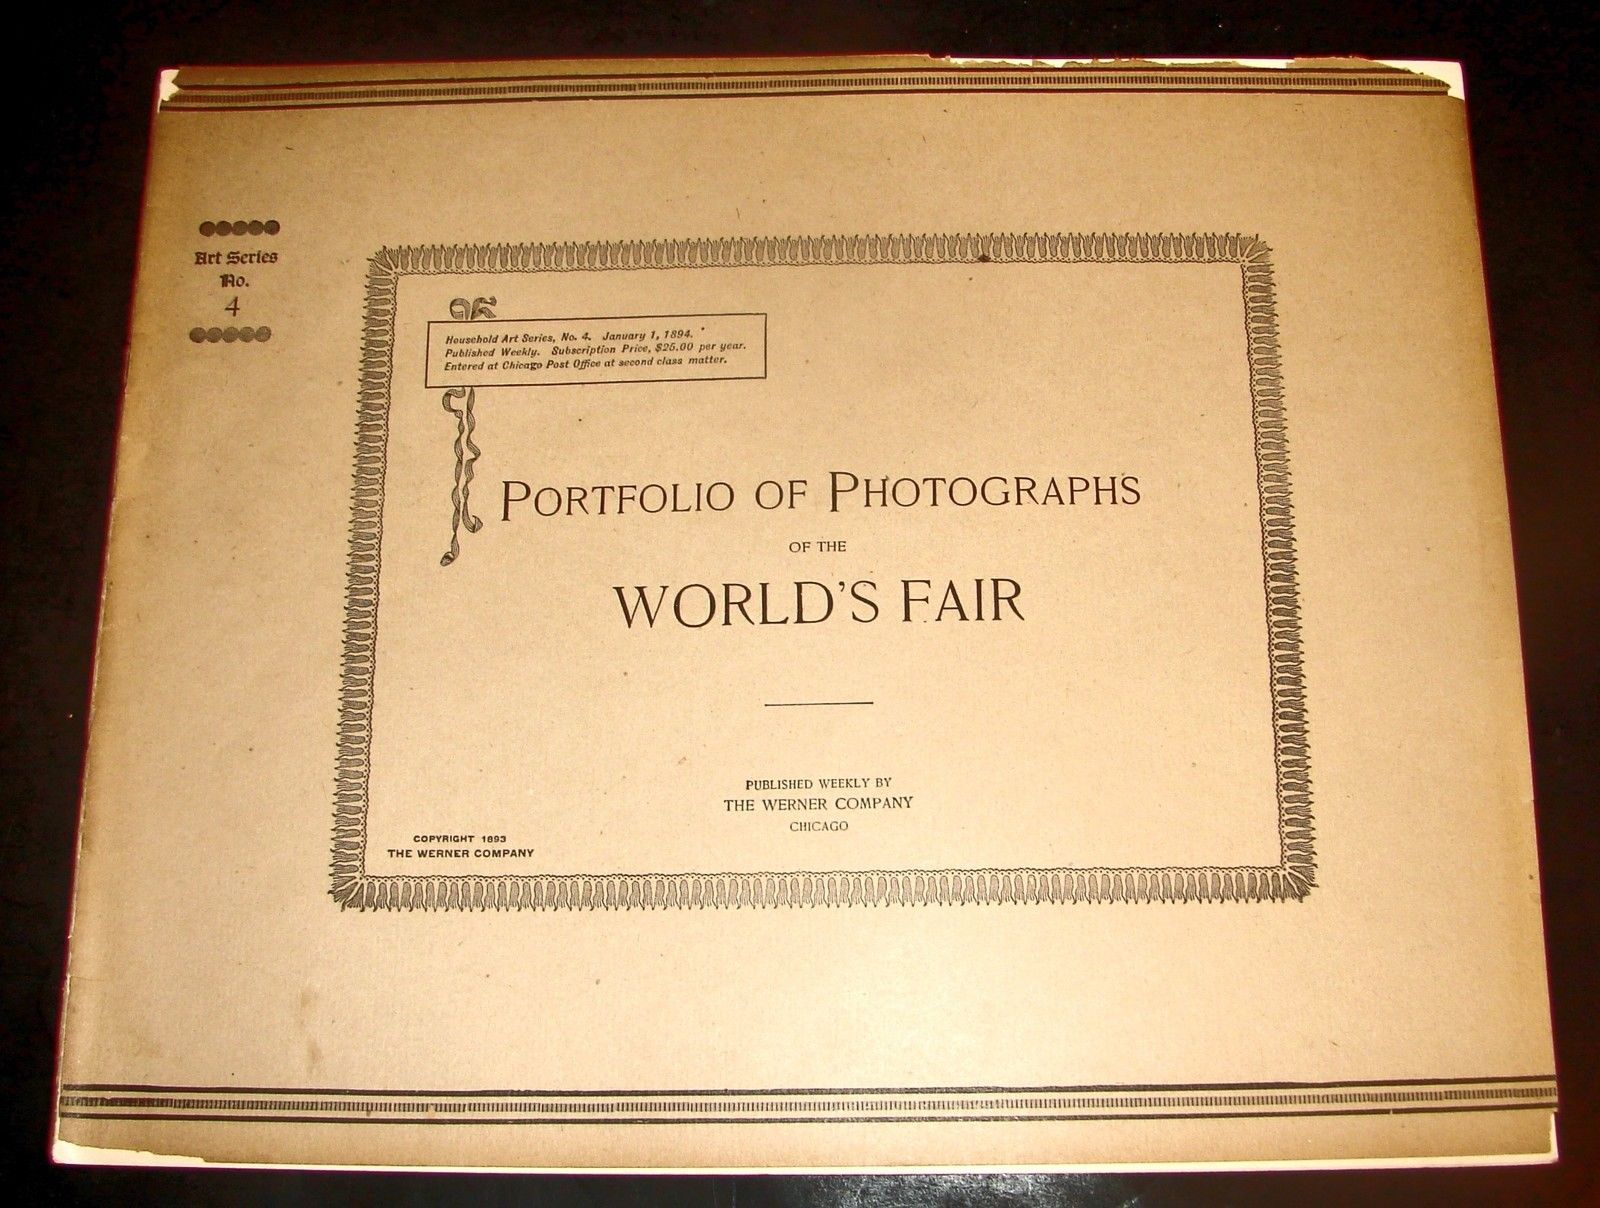 Art Series
No.
4
Household Art Series, No. 4. January 1, 1894.
Published Weekly. Subscription Price, $25.00 per year.
Entered at Chicago Post Office at second class matter.
PORTFOLIO OF PHOTOGRAPHS
OF THE
WORLD'S FAIR
PUBLISHED WEEKLY BY
THE WERNER COMPANY
CHICAGO
COPYRIGHT 1893
THE WERNER COMPANY